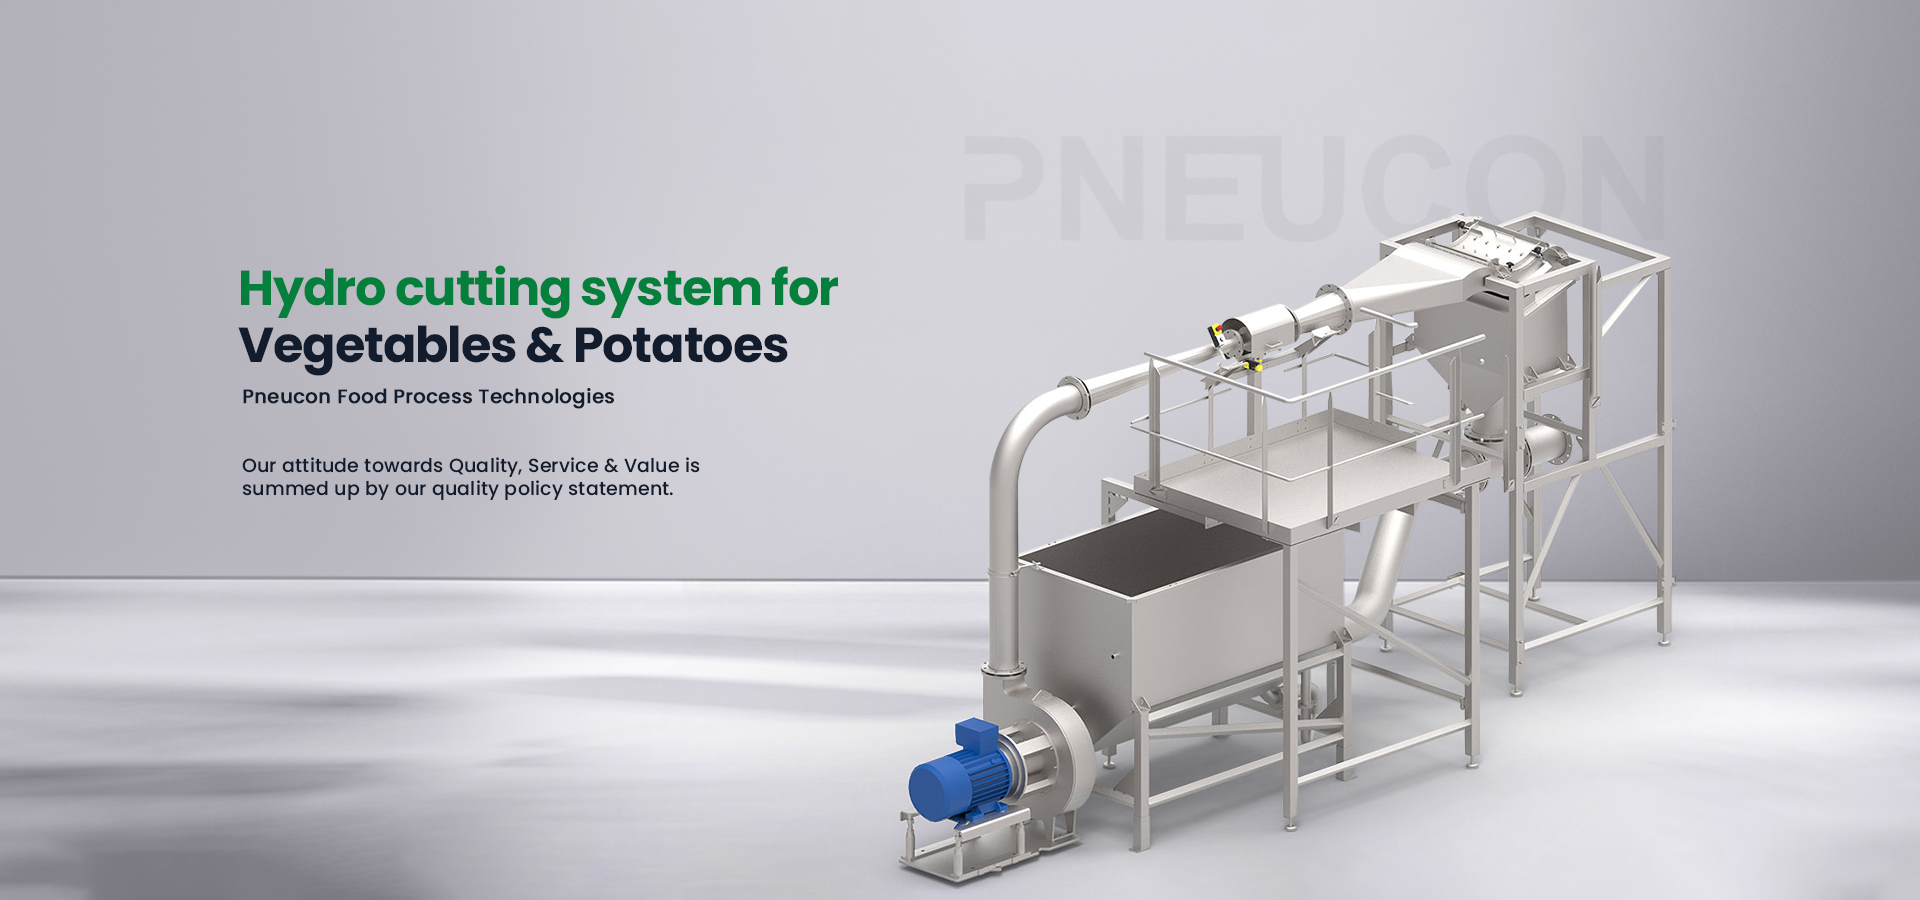 PNEUCON
Hydro cutting system for
Vegetables & Potatoes
Pneucon Food Process Technologies
Our attitude towards Quality, Service & Value is
summed up by our quality policy statement.